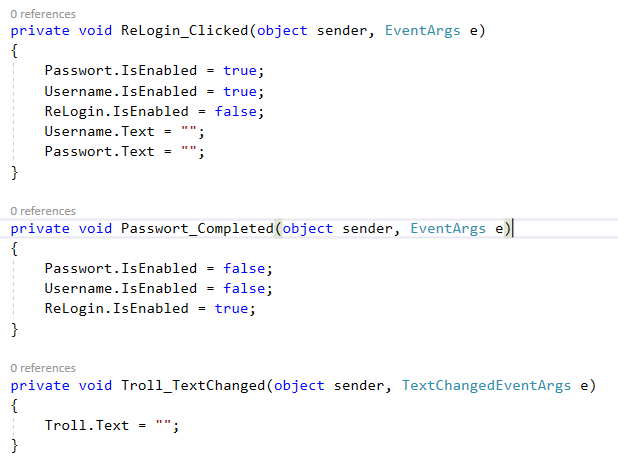 0 references
private void ReLogin_Clicked(object sender, EventArgs e)
{
    Passwort.IsEnabled = true;
    Username.IsEnabled = true;
    ReLogin.IsEnabled = false;
    Username.Text = "";
    Passwort.Text = "";
}
0 references
private void Passwort_Completed(object sender, EventArgs e)
{
    Passwort.IsEnabled = false;
    Username.IsEnabled = false;
    ReLogin.IsEnabled = true;
}
0 references
private void Troll_TextChanged(object sender, TextChangedEventArgs e)
{
    Troll.Text = "";
}